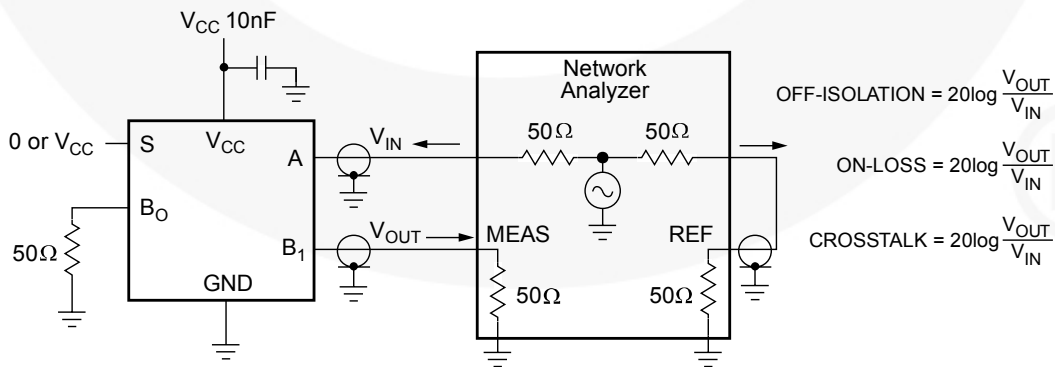 V_CC 10nF
0 or V_CC
S
V_CC
A
B_O
50Ω
B_1
GND
V_IN
V_OUT
Network
Analyzer
50Ω
50Ω
MEAS
REF
50Ω
50Ω
OFF-ISOLATION = 20log V_OUT/V_IN
ON-LOSS = 20log V_OUT/V_IN
CROSSTALK = 20log V_OUT/V_IN